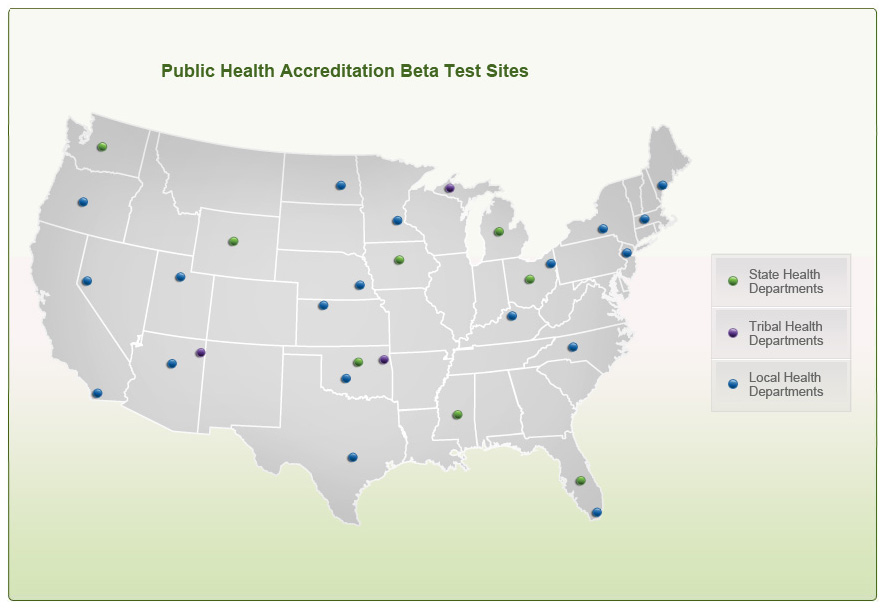 Public Health Accreditation Beta Test Sites
State Health
Departments
Tribal Health
Departments
Local Health
Departments